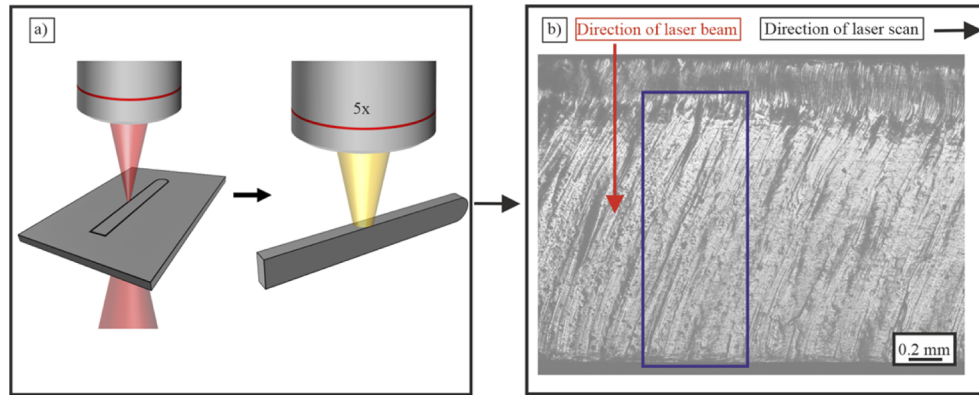 a)
5x
b)
Direction of laser beam
Direction of laser scan
0.2 mm